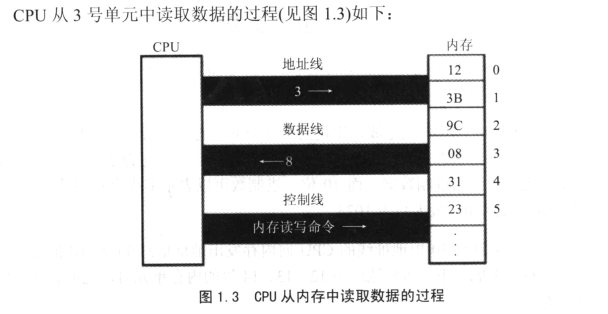 CPU 从 3 号单元中读取数据的过程(见图 1.3)如下：
CPU
内存
地址线
3 →
数据线
←8
控制线
内存读写命令 →
12 0
3B 1
9C 2
08 3
31 4
23 5
图 1.3 CPU 从内存中读取数据的过程